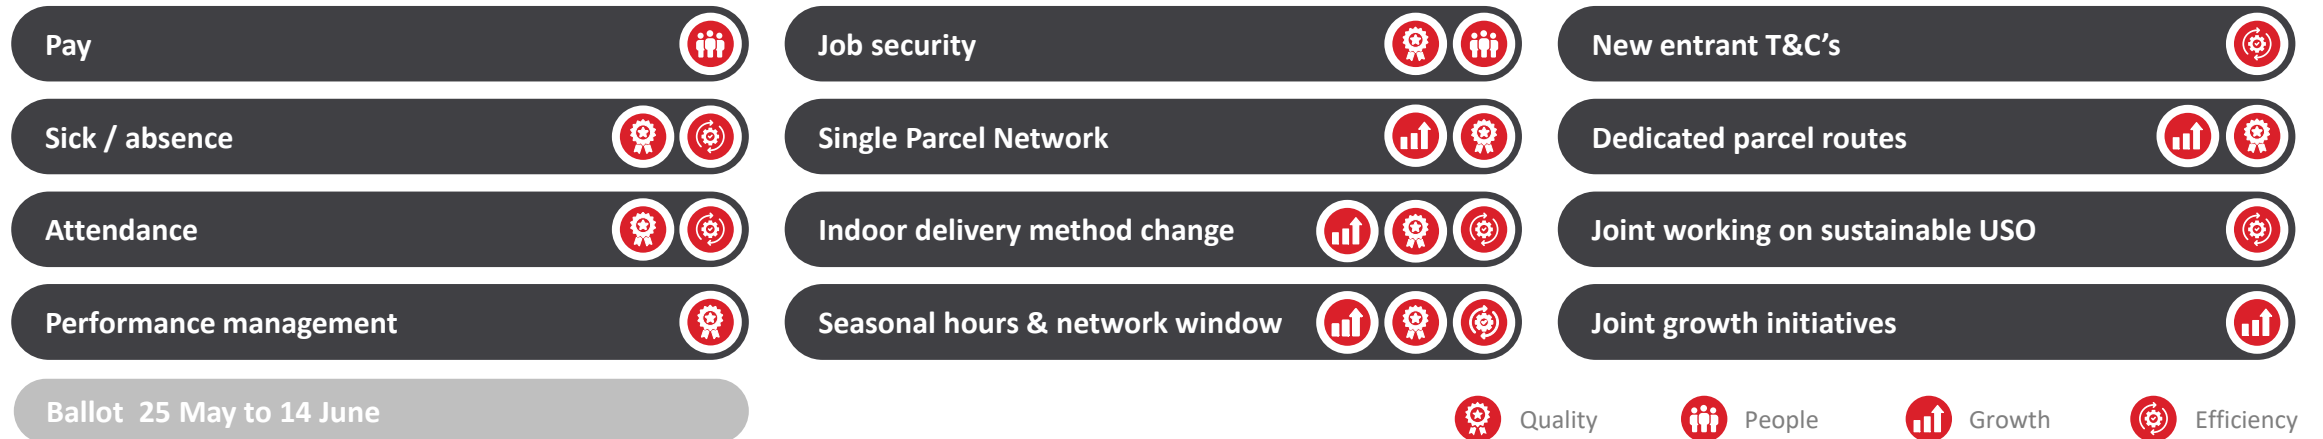 Pay
Job security
New entrant T&C’s
Sick / absence
Single Parcel Network
Dedicated parcel routes
Attendance
Indoor delivery method change
Joint working on sustainable USO
Performance management
Seasonal hours & network window
Joint growth initiatives
Ballot 25 May to 14 June
Quality
People
Growth
Efficiency